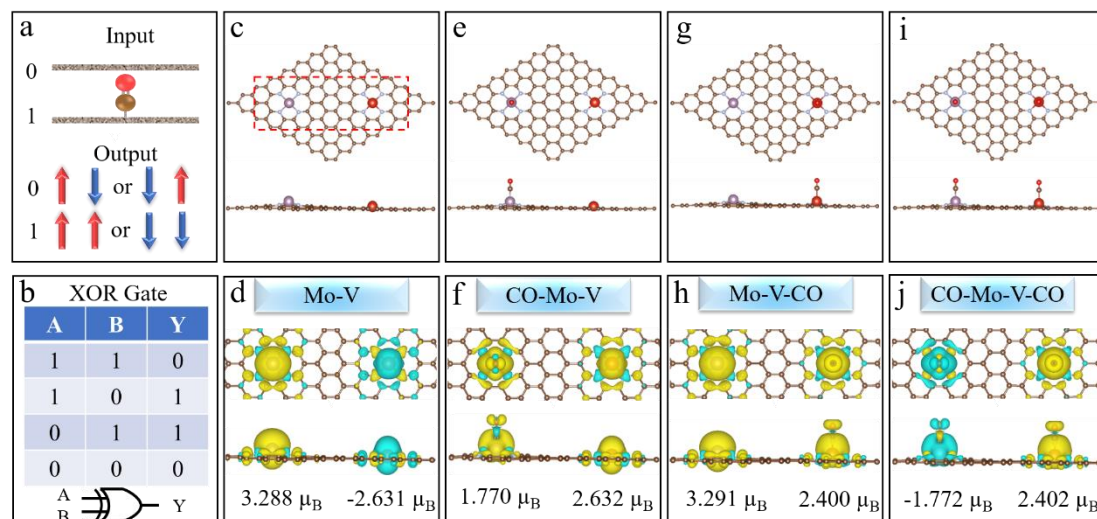 a
Input
0
1
Output
0 or
1 or
b
XOR Gate
A B Y
1 1 0
1 0 1
0 1 1
0 0 0
A
B
Y
c
d
Mo-V
3.288 μB -2.631 μB
e
f
CO-Mo-V
1.770 μB 2.632 μB
g
h
Mo-V-CO
3.291 μB 2.400 μB
i
j
CO-Mo-V-CO
-1.772 μB 2.402 μB